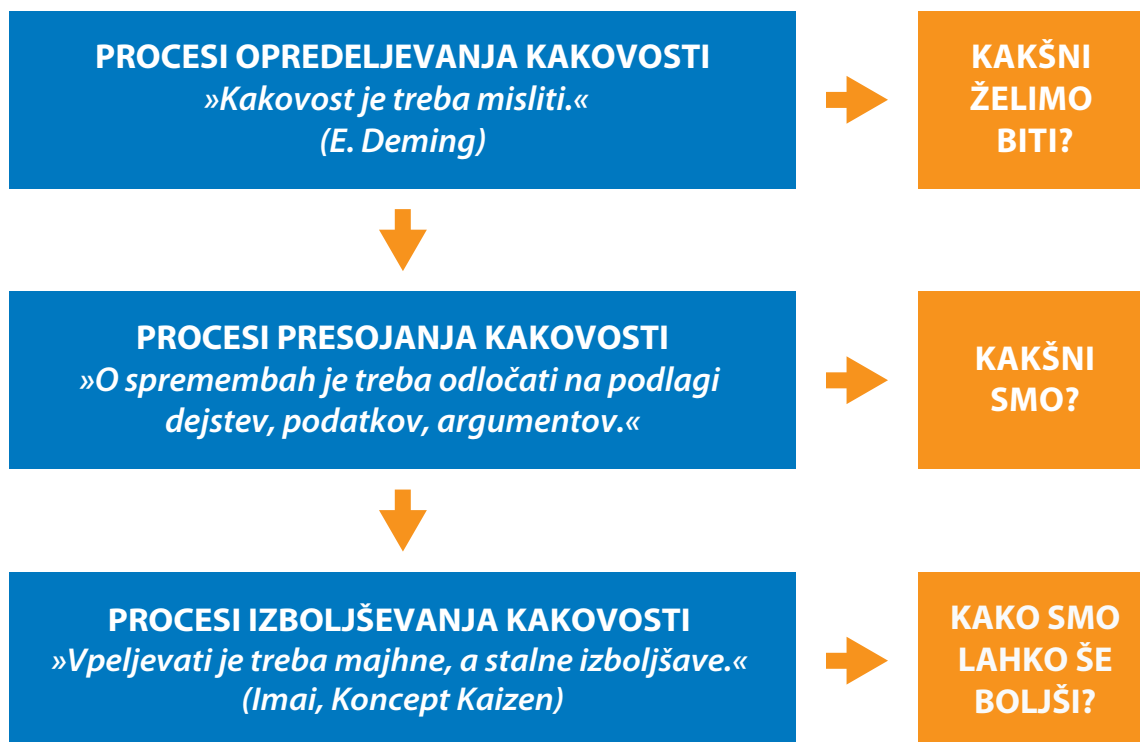 PROCESI OPREDELJEVANJA KAKOVOSTI
»Kakovost je treba misliti.«
(E. Deming)
KAKŠNI
ŽELIMO
BITI?
PROCESI PRESOJANJA KAKOVOSTI
»O spremembah je treba odločati na podlagi
dejstev, podatkov, argumentov.«
KAKŠNI
SMO?
PROCESI IZBOLJŠEVANJA KAKOVOSTI
»Vpeljevati je treba majhne, a stalne izboljšave.«
(Imai, Koncept Kaizen)
KAKO SMO
LAHKO ŠE
BOLJŠI?